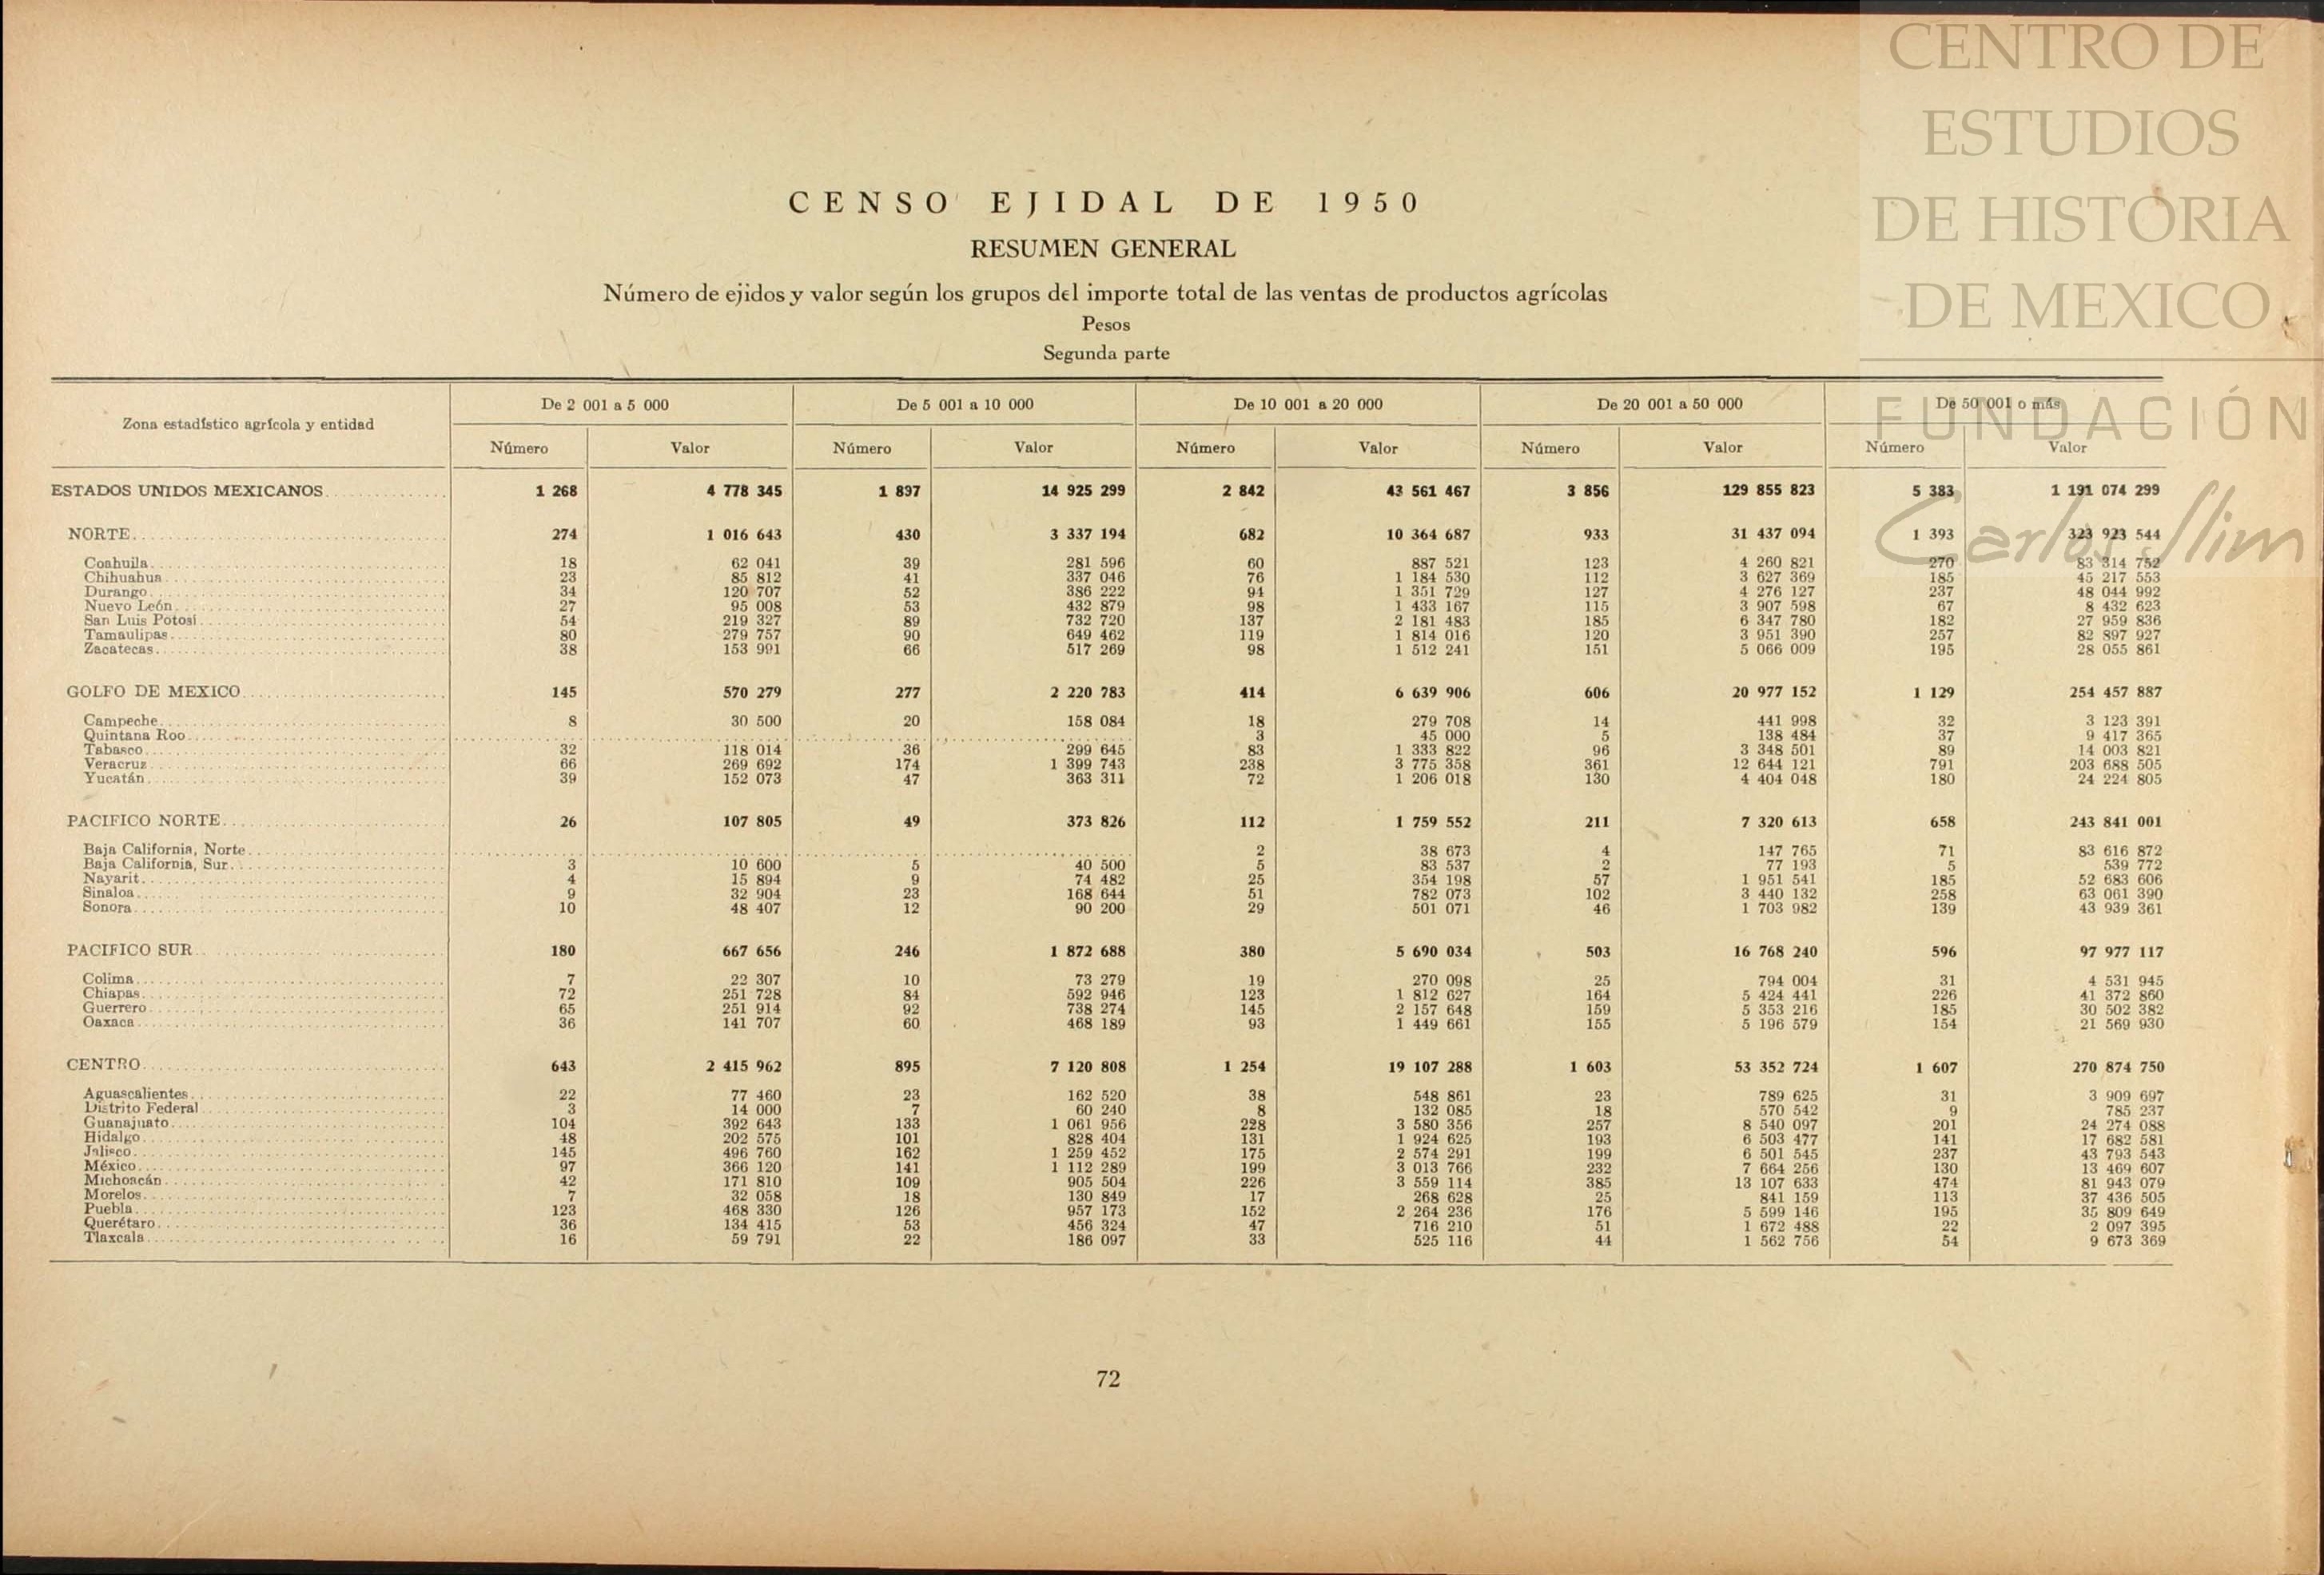 CENTRO DE
ESTUDIOS
DE HISTORIA
DE MEXICO
FUNDACIÓN
Carlos Slim
CENSO EJIDAL DE 1950
RESUMEN GENERAL
Número de ejidos y valor según los grupos del importe total de las ventas de productos agrícolas
Pesos
Segunda parte
Zona estadístico agrícola y entidad De 2 001 a 5 000 De 5 001 a 10 000 De 10 001 a 20 000 De 20 001 a 50 000 De 50 001 o más
Número Valor Número Valor Número Valor Número Valor Número Valor
ESTADOS UNIDOS MEXICANOS 1 268 4 778 345 1 897 14 925 299 2 842 43 561 467 3 856 129 855 823 5 383 1 191 074 299
NORTE 274 1 016 643 430 3 337 194 682 10 364 687 933 31 437 094 1 393 323 923 544
Coahuila 18 62 041 39 281 596 60 887 521 123 4 260 821 270 83 314 752
Chihuahua 23 85 812 41 337 046 76 1 184 530 112 3 627 369 185 45 217 553
Durango 34 120 707 52 386 222 94 1 351 729 127 4 276 127 237 48 044 992
Nuevo León 27 95 008 53 432 879 98 1 433 167 115 3 907 598 67 8 432 623
San Luis Potosí 54 219 327 89 732 720 137 2 181 483 185 6 347 780 182 27 959 836
Tamaulipas 80 279 757 90 649 462 119 1 814 016 120 3 951 390 257 82 897 927
Zacatecas 38 153 991 66 517 269 98 1 512 241 151 5 066 009 195 28 055 861
GOLFO DE MEXICO 145 570 279 277 2 220 783 414 6 639 906 606 20 977 152 1 129 254 457 887
Campeche 8 30 500 20 158 084 18 279 708 14 441 998 32 3 123 391
Quintana Roo 3 45 000 5 138 484 37 9 417 365
Tabasco 32 118 014 36 299 645 83 1 333 822 96 3 348 501 89 14 003 821
Veracruz 66 269 692 174 1 399 743 238 3 775 358 361 12 644 121 791 203 688 505
Yucatán 39 152 073 47 363 311 72 1 206 018 130 4 404 048 180 24 224 805
PACIFICO NORTE 26 107 805 49 373 826 112 1 759 552 211 7 320 613 658 243 841 001
Baja California, Norte 2 38 673 4 147 765 71 83 616 872
Baja California, Sur 3 10 600 5 40 500 5 83 537 2 77 193 5 539 772
Nayarit 4 15 894 9 74 482 25 354 198 57 1 951 541 185 52 683 606
Sinaloa 9 32 904 23 168 644 51 782 073 102 3 440 132 258 63 061 390
Sonora 10 48 407 12 90 200 29 501 071 46 1 703 982 139 43 939 361
PACIFICO SUR 180 667 656 246 1 872 688 380 5 690 034 503 16 768 240 596 97 977 117
Colima 7 22 307 10 73 279 19 270 098 25 794 004 31 4 531 945
Chiapas 72 251 728 84 592 946 123 1 812 627 164 5 424 441 226 41 372 860
Guerrero 65 251 914 92 738 274 145 2 157 648 159 5 353 216 185 30 502 382
Oaxaca 36 141 707 60 468 189 93 1 449 661 155 5 196 579 154 21 569 930
CENTRO 643 2 415 962 895 7 120 808 1 254 19 107 288 1 603 53 352 724 1 607 270 874 750
Aguascalientes 22 77 460 23 162 520 38 548 861 23 789 625 31 3 909 697
Distrito Federal 3 14 000 7 60 240 8 132 085 18 570 542 9 785 237
Guanajuato 104 392 643 133 1 061 956 228 3 580 356 257 8 540 097 201 24 274 088
Hidalgo 48 202 575 101 828 404 131 1 924 625 193 6 503 477 141 17 682 581
Jalisco 145 496 760 162 1 259 452 175 2 574 291 199 6 501 545 237 43 793 543
México 97 366 120 141 1 112 289 199 3 013 766 232 7 664 256 130 13 469 607
Michoacán 42 171 810 109 905 504 226 3 559 114 385 13 107 633 474 81 943 079
Morelos 7 32 058 18 130 849 17 268 628 25 841 159 113 37 436 505
Puebla 123 468 330 126 957 173 152 2 264 236 176 5 599 146 195 35 809 649
Querétaro 36 134 415 53 456 324 47 716 210 51 1 672 488 22 2 097 395
Tlaxcala 16 59 791 22 186 097 33 525 116 44 1 562 756 54 9 673 369
72